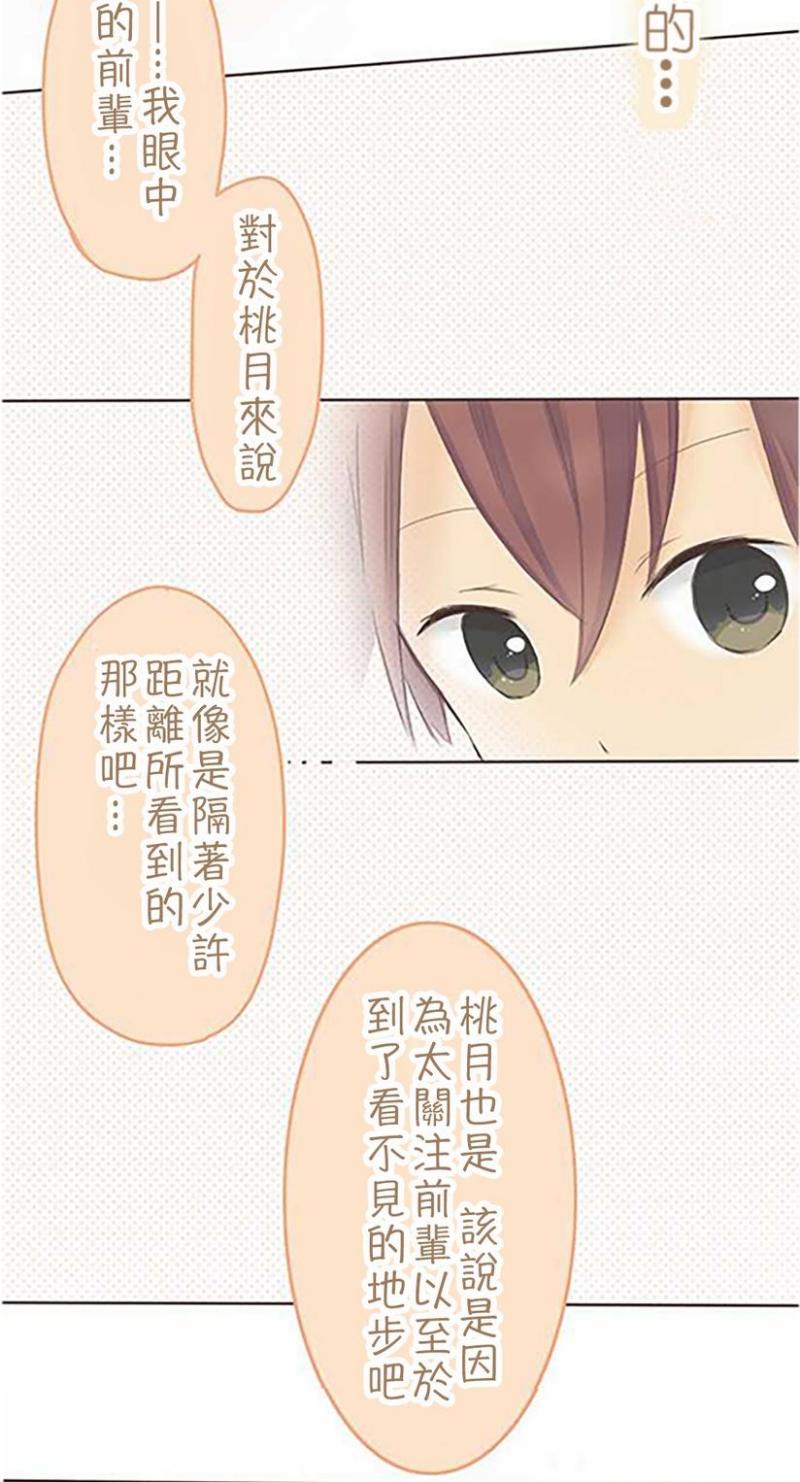 的…
—…我眼中
的前輩…
對於桃月來說
就像是隔著少許
距離所看到的
那樣吧…
桃月也是 該說是因
為太關注前輩以至於
到了看不見的地步吧